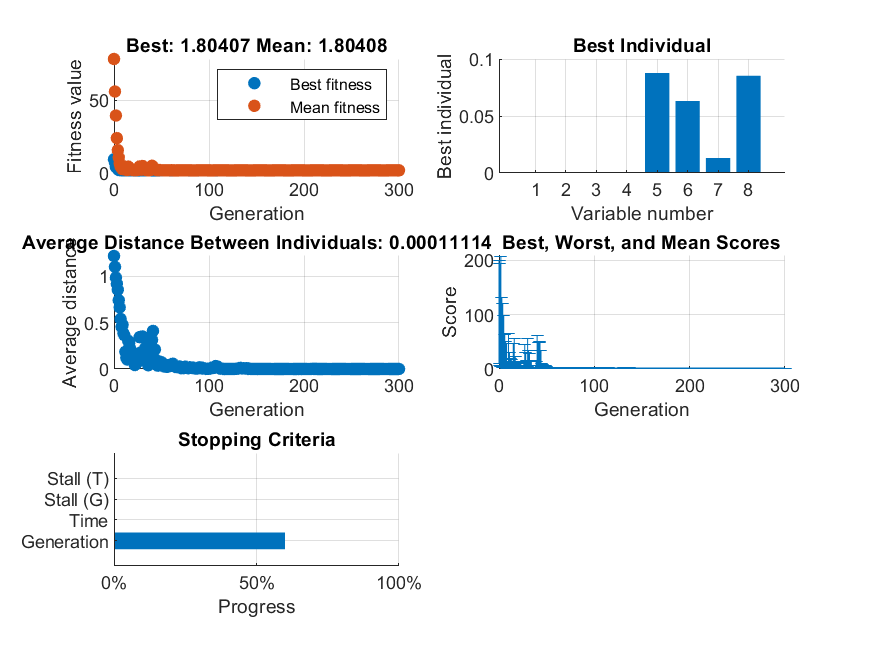 Best: 1.80407 Mean: 1.80408
Fitness value
50
0
Best fitness
Mean fitness
0 100 200 300
Generation
Best Individual
Best individual
0.1
0.05
0
1 2 3 4 5 6 7 8
Variable number
Average Distance Between Individuals: 0.00011114
Average distance
1
0.5
0
0 100 200 300
Generation
Best, Worst, and Mean Scores
Score
200
100
0
0 100 200 300
Generation
Stopping Criteria
Stall (T)
Stall (G)
Time
Generation
0% 50% 100%
Progress